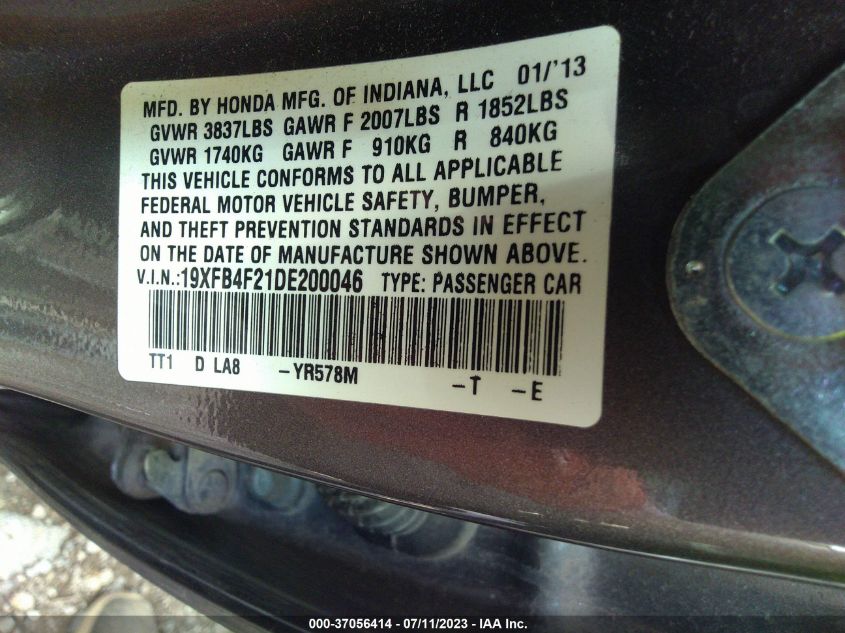 MFD. BY HONDA MFG. OF INDIANA, LLC 01/'13
GVWR 3837LBS GAWR F 2007LBS R 1852LBS
GVWR 1740KG GAWR F 910KG R 840KG
THIS VEHICLE CONFORMS TO ALL APPLICABLE
FEDERAL MOTOR VEHICLE SAFETY, BUMPER,
AND THEFT PREVENTION STANDARDS IN EFFECT
ON THE DATE OF MANUFACTURE SHOWN ABOVE.
V.I.N.:19XFB4F21DE200046 TYPE: PASSENGER CAR
TT1 D LA8 -YR578M -T -E
000-37056414 - 07/11/2023 - IAA Inc.